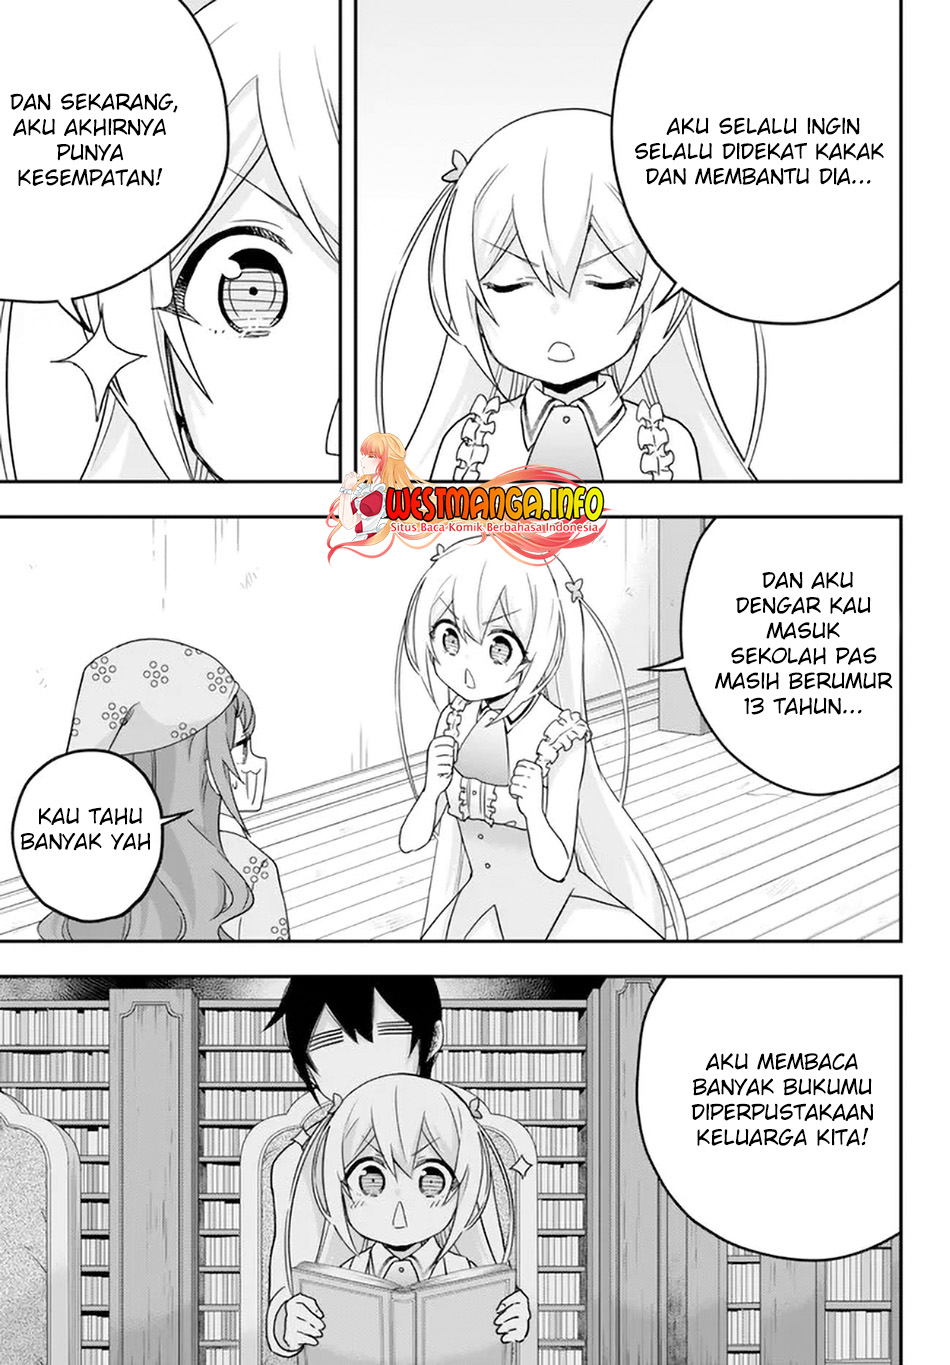 AKU SELALU INGIN
SELALU DIDEKAT KAKAK
DAN MEMBANTU DIA...
DAN SEKARANG,
AKU AKHIRNYA
PUNYA
KESEMPATAN!
WESTMANGA.INFO
Situs Baca Komik Berbahasa Indonesia
DAN AKU
DENGAR KAU
MASUK
SEKOLAH PAS
MASIH BERUMUR
13 TAHUN...
KAU TAHU
BANYAK YAH
AKU MEMBACA
BANYAK BUKUMU
DIPERPUSTAKAAN
KELUARGA KITA!